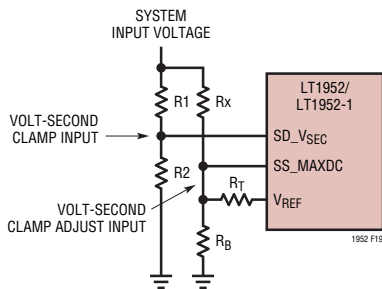 SYSTEM
INPUT VOLTAGE
R1
Rx
LT1952/
LT1952-1
VOLT-SECOND
CLAMP INPUT
SD_VSEC
SS_MAXDC
R2
RT
VREF
VOLT-SECOND
CLAMP ADJUST INPUT
RB
1952 F19